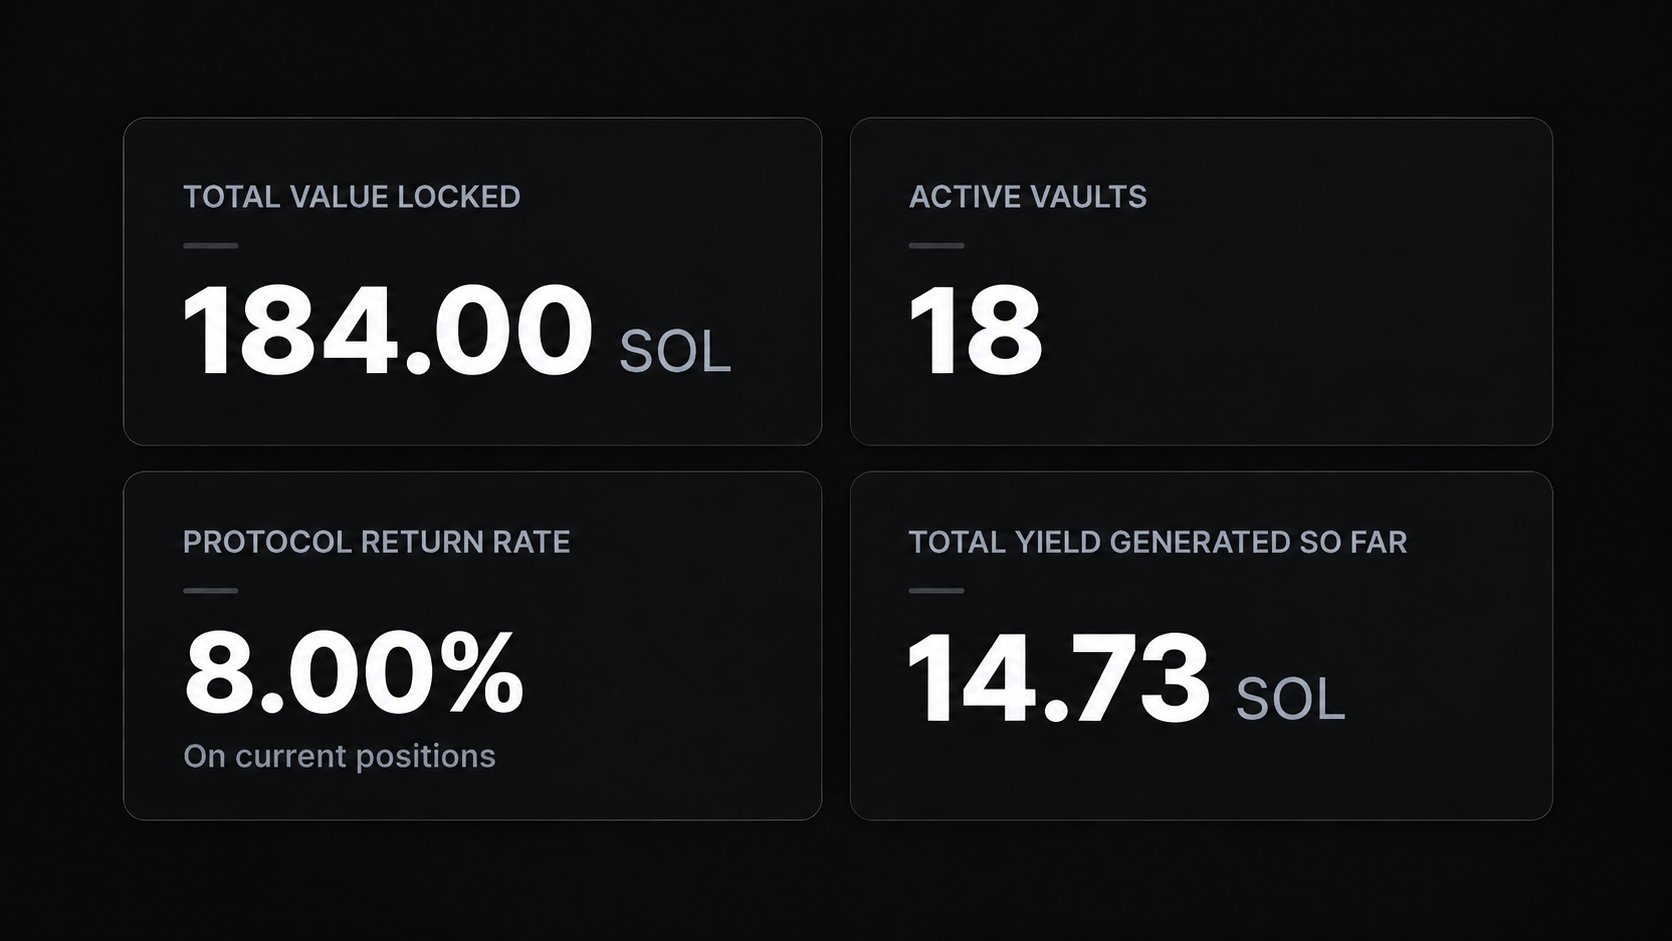 TOTAL VALUE LOCKED
184.00 SOL
ACTIVE VAULTS
18
PROTOCOL RETURN RATE
8.00%
On current positions
TOTAL YIELD GENERATED SO FAR
14.73 SOL